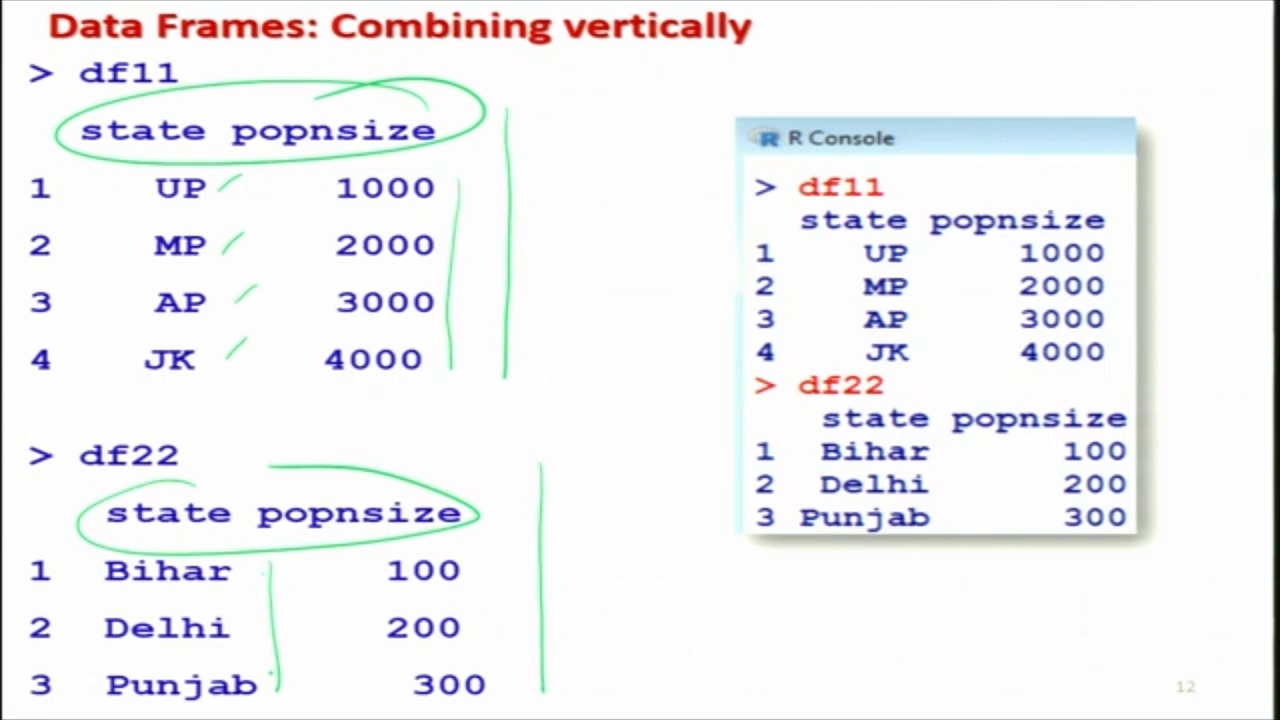 Data Frames: Combining vertically
> df11
state popnsize
1 UP 1000
2 MP 2000
3 AP 3000
4 JK 4000
> df22
state popnsize
1 Bihar 100
2 Delhi 200
3 Punjab 300
R Console
> df11
state popnsize
1 UP 1000
2 MP 2000
3 AP 3000
4 JK 4000
> df22
state popnsize
1 Bihar 100
2 Delhi 200
3 Punjab 300
12